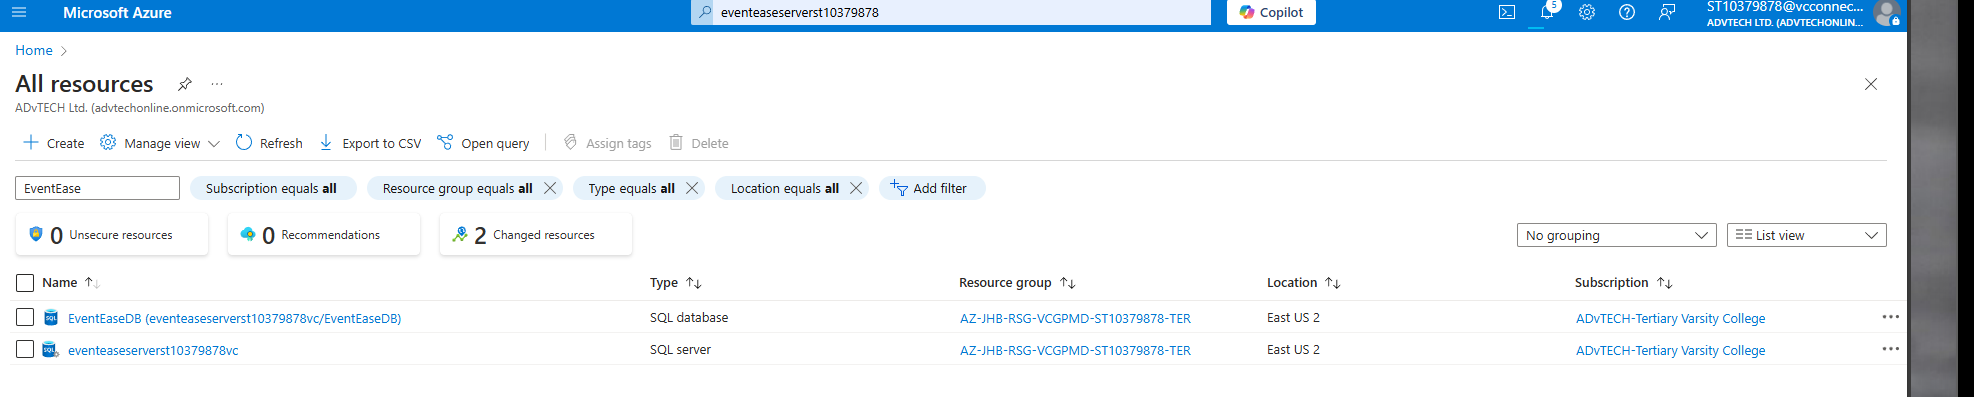 Microsoft Azure
eventeaseserverst10379878
Copilot
5
ST10379878@vcconnec...
ADVTECH LTD. (ADVTECHONLIN...
Home
All resources
ADvTECH Ltd. (advtechonline.onmicrosoft.com)
Create
Manage view
Refresh
Export to CSV
Open query
Assign tags
Delete
EventEase
Subscription equals all
Resource group equals all
Type equals all
Location equals all
Add filter
0 Unsecure resources
0 Recommendations
2 Changed resources
No grouping
List view
Name Type Resource group Location Subscription
SQL EventEaseDB (eventeaseserverst10379878vc/EventEaseDB) SQL database AZ-JHB-RSG-VCGPMD-ST10379878-TER East US 2 ADvTECH-Tertiary Varsity College
SQL eventeaseserverst10379878vc SQL server AZ-JHB-RSG-VCGPMD-ST10379878-TER East US 2 ADvTECH-Tertiary Varsity College